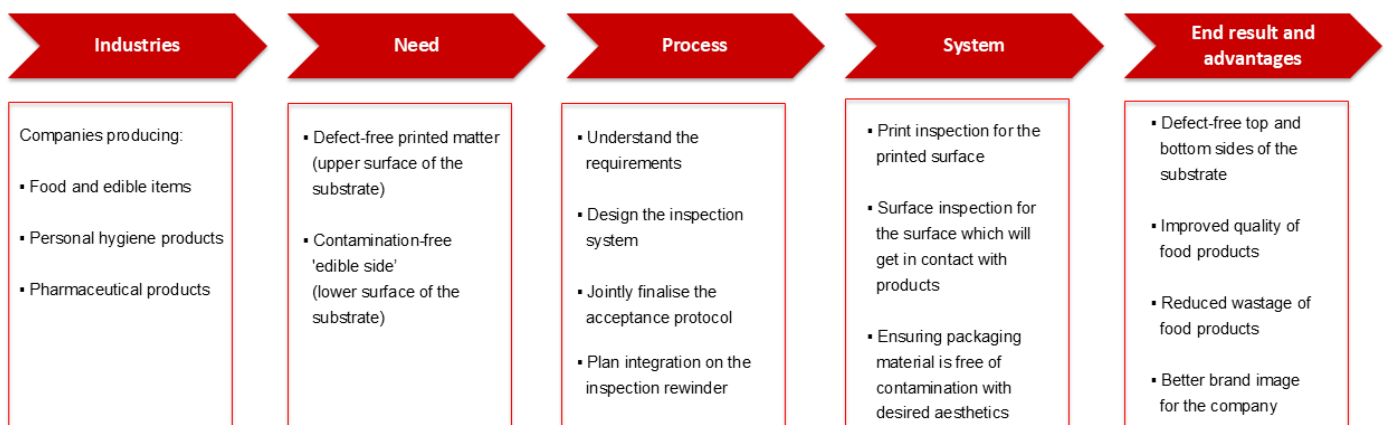 Industries
Need
Process
System
End result and
advantages
Companies producing:
▪ Food and edible items
▪ Personal hygiene products
▪ Pharmaceutical products
▪ Defect-free printed matter
(upper surface of the
substrate)
▪ Contamination-free
'edible side’
(lower surface of the
substrate)
▪ Understand the
requirements
▪ Design the inspection
system
▪ Jointly finalise the
acceptance protocol
▪ Plan integration on the
inspection rewinder
▪ Print inspection for the
printed surface
▪ Surface inspection for
the surface which will
get in contact with
products
▪ Ensuring packaging
material is free of
contamination with
desired aesthetics
▪ Defect-free top and
bottom sides of the
substrate
▪ Improved quality of
food products
▪ Reduced wastage of
food products
▪ Better brand image
for the company